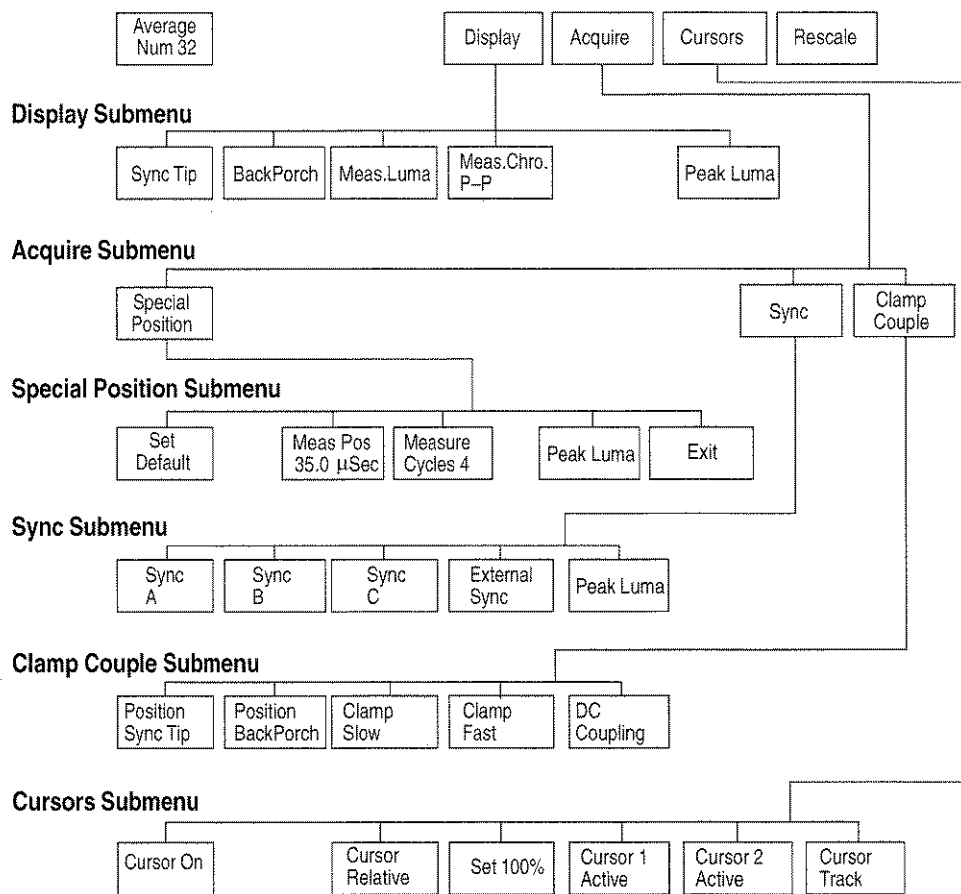 Average
Num 32
Display
Acquire
Cursors
Rescale
Display Submenu
Sync Tip
BackPorch
Meas.Luma
Meas.Chro.
P–P
Peak Luma
Acquire Submenu
Special
Position
Sync
Clamp
Couple
Special Position Submenu
Set
Default
Meas Pos
35.0 µSec
Measure
Cycles 4
Peak Luma
Exit
Sync Submenu
Sync
A
Sync
B
Sync
C
External
Sync
Peak Luma
Clamp Couple Submenu
Position
Sync Tip
Position
BackPorch
Clamp
Slow
Clamp
Fast
DC
Coupling
Cursors Submenu
Cursor On
Cursor
Relative
Set 100%
Cursor 1
Active
Cursor 2
Active
Cursor
Track